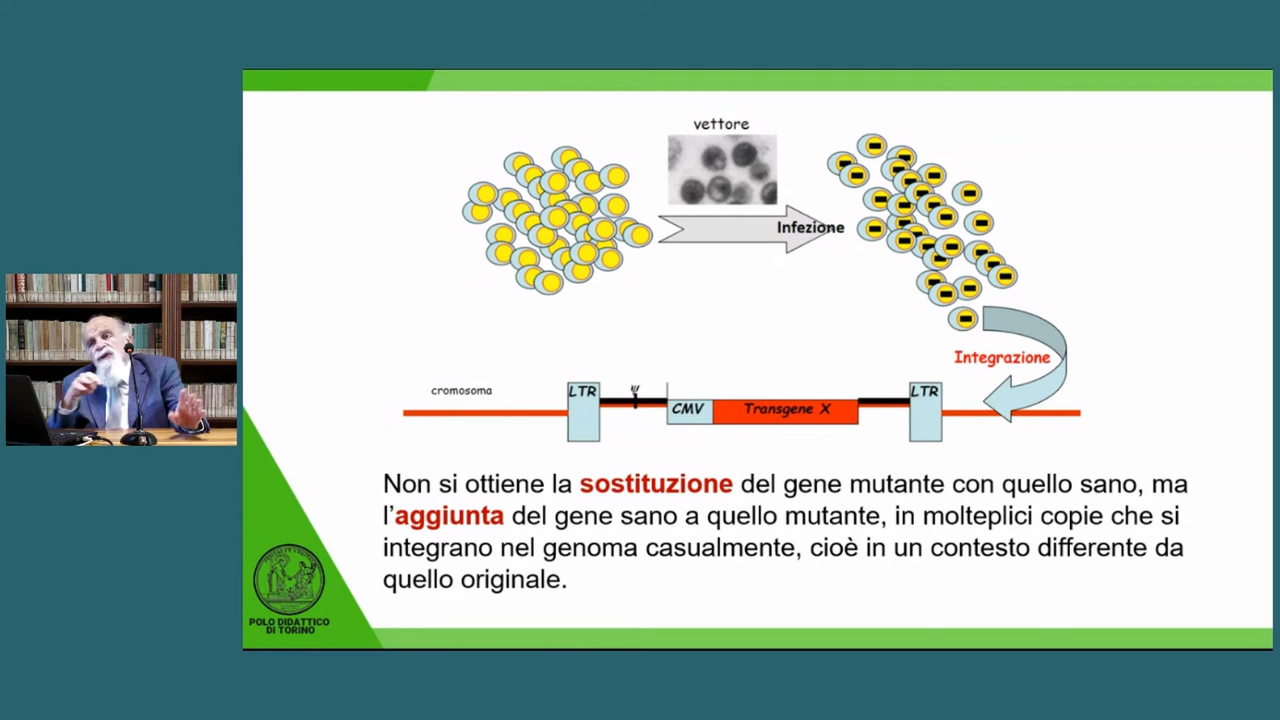 vettore
Infezione
Integrazione
cromosoma
LTR
ψ
CMV
Transgene X
LTR
Non si ottiene la sostituzione del gene mutante con quello sano, ma
l'aggiunta del gene sano a quello mutante, in molteplici copie che si
integrano nel genoma casualmente, cioè in un contesto differente da
quello originale.
POLO DIDATTICO
DI TORINO